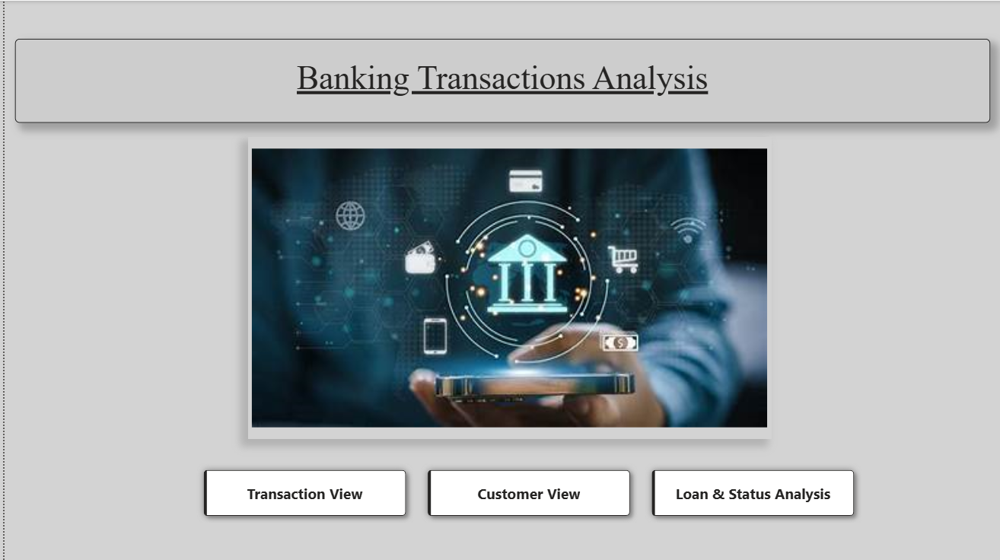 Banking Transactions Analysis
Transaction View
Customer View
Loan & Status Analysis